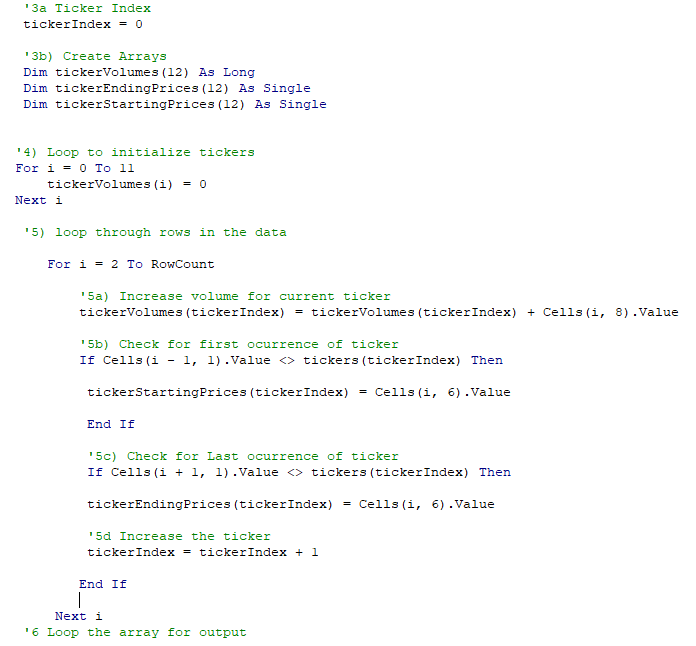 '3a Ticker Index
tickerIndex = 0
'3b) Create Arrays
Dim tickerVolumes(12) As Long
Dim tickerEndingPrices(12) As Single
Dim tickerStartingPrices(12) As Single
'4) Loop to initialize tickers
For i = 0 To 11
tickerVolumes(i) = 0
Next i
'5) loop through rows in the data
For i = 2 To RowCount
'5a) Increase volume for current ticker
tickerVolumes(tickerIndex) = tickerVolumes(tickerIndex) + Cells(i, 8).Value
'5b) Check for first ocurrence of ticker
If Cells(i - 1, 1).Value <> tickers(tickerIndex) Then
tickerStartingPrices(tickerIndex) = Cells(i, 6).Value
End If
'5c) Check for Last ocurrence of ticker
If Cells(i + 1, 1).Value <> tickers(tickerIndex) Then
tickerEndingPrices(tickerIndex) = Cells(i, 6).Value
'5d Increase the ticker
tickerIndex = tickerIndex + 1
End If
Next i
'6 Loop the array for output